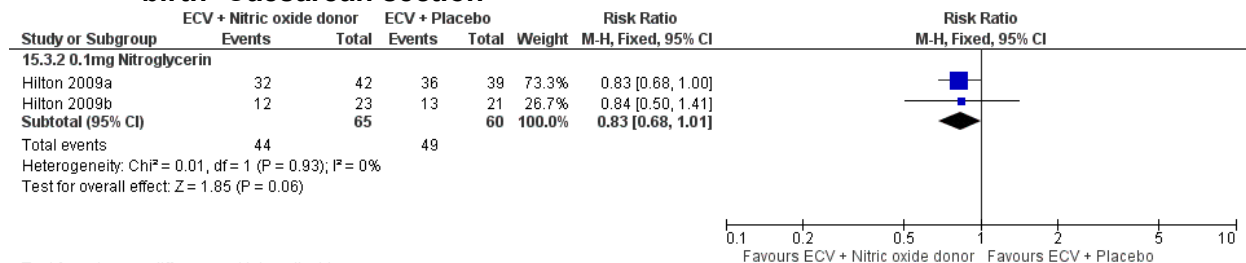 birth- Caesarean section
ECV + Nitric oxide donor ECV + Placebo Risk Ratio Risk Ratio
Study or Subgroup Events Total Events Total Weight M-H, Fixed, 95% CI M-H, Fixed, 95% CI
15.3.2 0.1mg Nitroglycerin
Hilton 2009a 32 42 36 39 73.3% 0.83 [0.68, 1.00]
Hilton 2009b 12 23 13 21 26.7% 0.84 [0.50, 1.41]
Subtotal (95% CI) 65 60 100.0% 0.83 [0.68, 1.01]
Total events 44 49
Heterogeneity: Chi² = 0.01, df = 1 (P = 0.93); I² = 0%
Test for overall effect: Z = 1.85 (P = 0.06)
0.1 0.2 0.5 1 2 5 10
Favours ECV + Nitric oxide donor Favours ECV + Placebo